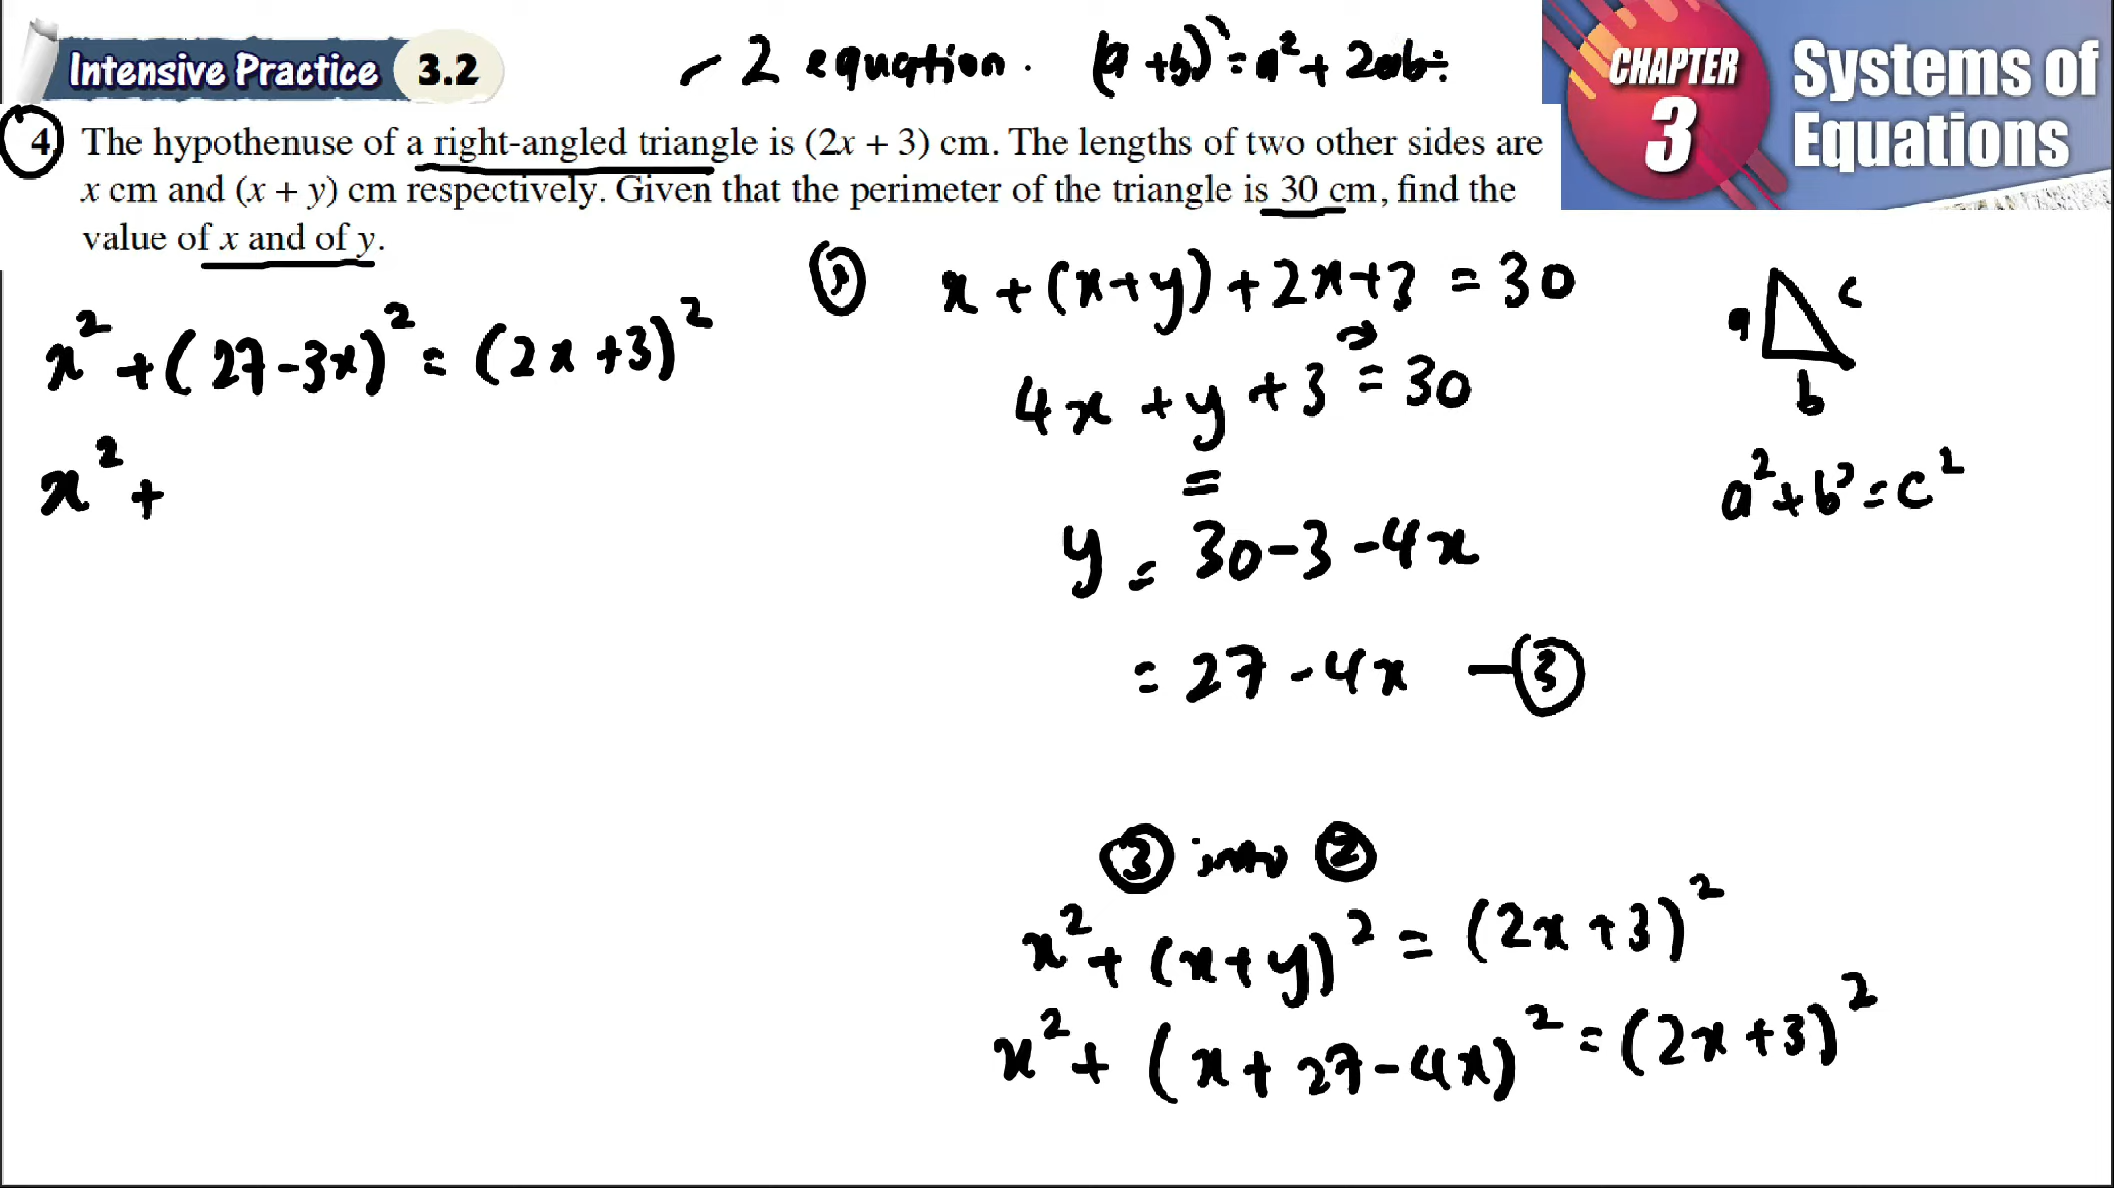 Intensive Practice 3.2
- 2 equation. (a+b)² = a² + 2ab÷
CHAPTER 3
Systems of
Equations
4. The hypothenuse of a right-angled triangle is (2x + 3) cm. The lengths of two other sides are
x cm and (x + y) cm respectively. Given that the perimeter of the triangle is 30 cm, find the
value of x and of y.
x² + (27-3x)² = (2x+3)²
x² +
x + (x+y) + 2x+3 = 30
4x + y + 3 = 30
=
y = 30-3-4x
= 27-4x - ③
③ into ②
x² + (x+y)² = (2x+3)²
x² + (x+27-4x)² = (2x+3)²
a
c
b
a²+b²=c²